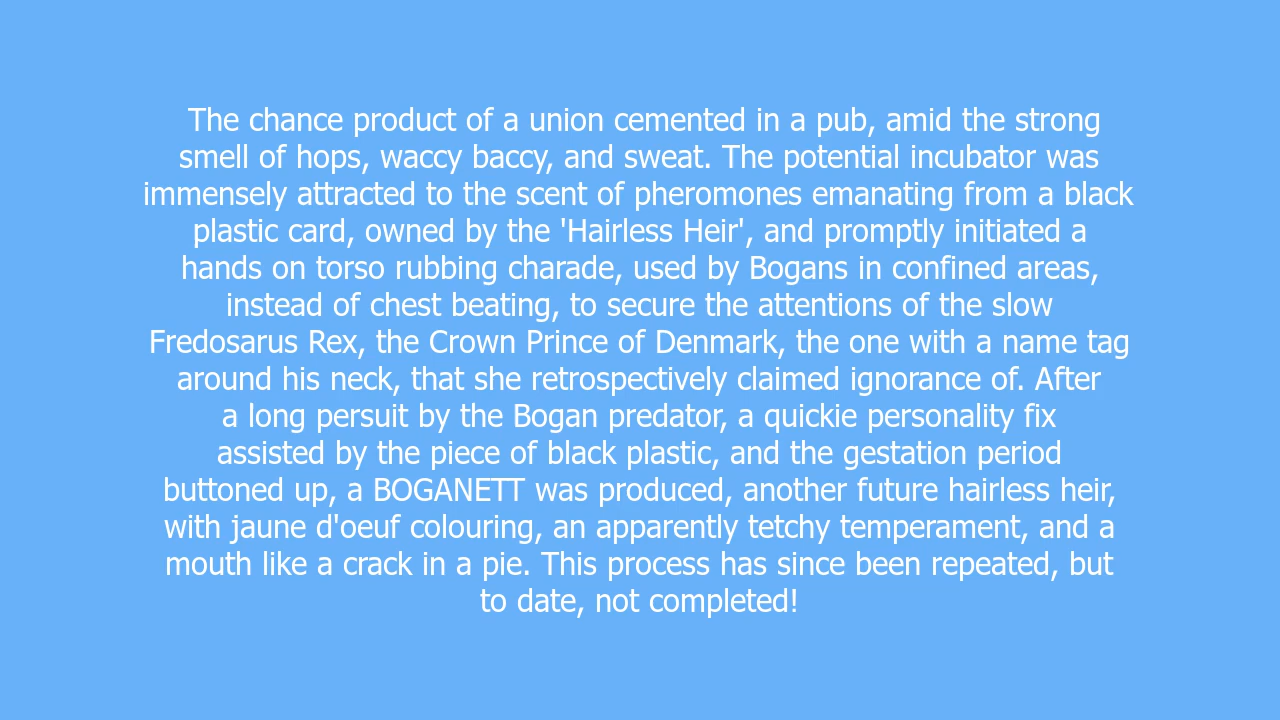 The chance product of a union cemented in a pub, amid the strong
smell of hops, waccy baccy, and sweat. The potential incubator was
immensely attracted to the scent of pheromones emanating from a black
plastic card, owned by the 'Hairless Heir', and promptly initiated a
hands on torso rubbing charade, used by Bogans in confined areas,
instead of chest beating, to secure the attentions of the slow
Fredosarus Rex, the Crown Prince of Denmark, the one with a name tag
around his neck, that she retrospectively claimed ignorance of. After
a long persuit by the Bogan predator, a quickie personality fix
assisted by the piece of black plastic, and the gestation period
buttoned up, a BOGANETT was produced, another future hairless heir,
with jaune d'oeuf colouring, an apparently tetchy temperament, and a
mouth like a crack in a pie. This process has since been repeated, but
to date, not completed!